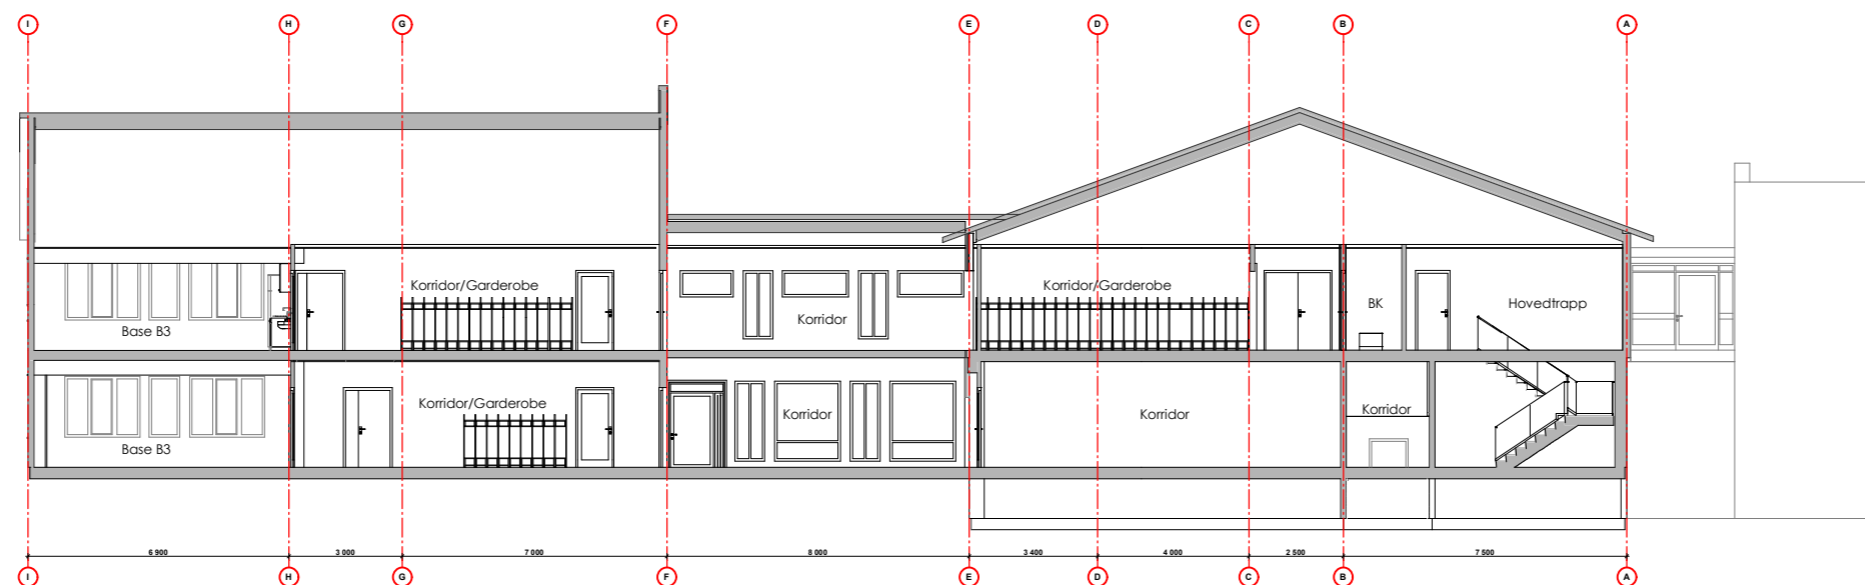 I H G F E D C B A
Korridor/Garderobe Korridor/Garderobe
Base B3 Korridor BK Hovedtrapp
Korridor/Garderobe Korridor Korridor Korridor
Base B3
6 900 3 000 7 000 8 000 3 400 4 000 2 500 7 500
I H G F E D C B A